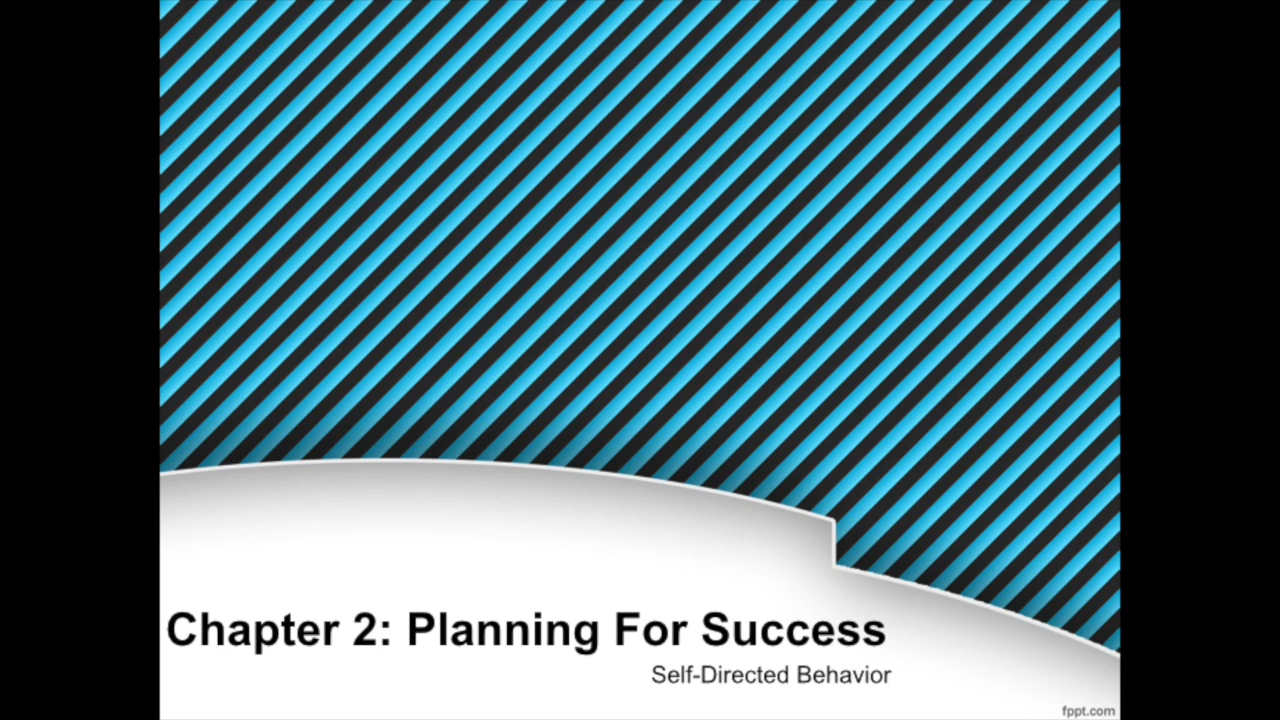 Chapter 2: Planning For Success
Self-Directed Behavior
fppt.com